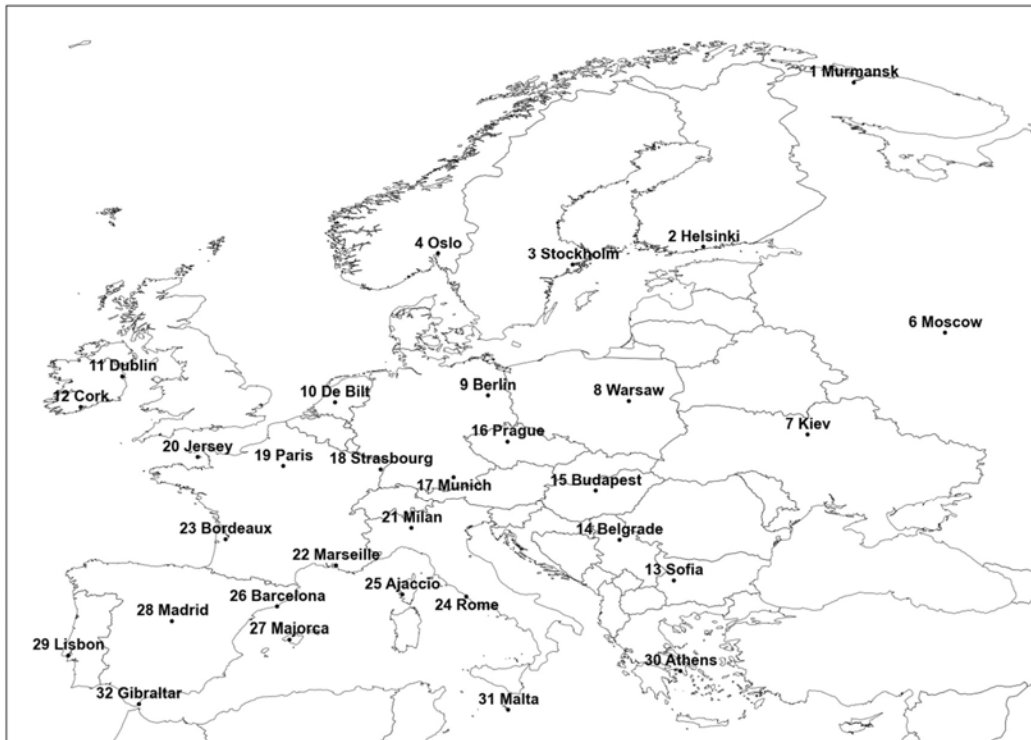 1 Murmansk
4 Oslo
2 Helsinki
3 Stockholm
6 Moscow
11 Dublin
12 Cork
10 De Bilt
9 Berlin
8 Warsaw
7 Kiev
20 Jersey
19 Paris
18 Strasbourg
16 Prague
17 Munich
15 Budapest
23 Bordeaux
21 Milan
14 Belgrade
22 Marseille
13 Sofia
25 Ajaccio
24 Rome
26 Barcelona
28 Madrid
27 Majorca
29 Lisbon
30 Athens
32 Gibraltar
31 Malta